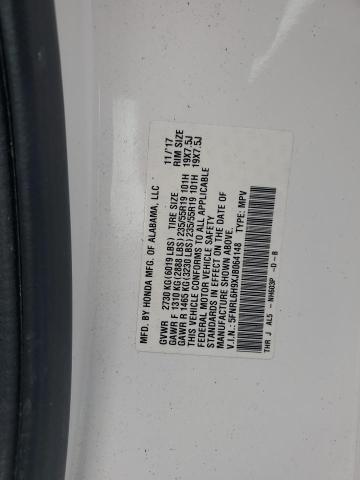 MFD. BY HONDA MFG. OF ALABAMA, LLC 11/'17
GVWR 2730 KG(6019 LBS) TIRE SIZE RIM SIZE
GAWR F 1310 KG(2888 LBS)235/55R19 101H 19X7.5J
GAWR R 1465 KG(3230 LBS)235/55R19 101H 19X7.5J
THIS VEHICLE CONFORMS TO ALL APPLICABLE
FEDERAL MOTOR VEHICLE SAFETY
STANDARDS IN EFFECT ON THE DATE OF
MANUFACTURE SHOWN ABOVE.
V.I.N.: 5FNRL6H9XJB064148 TYPE: MPV
THR J AL5 - NH603P -D-B